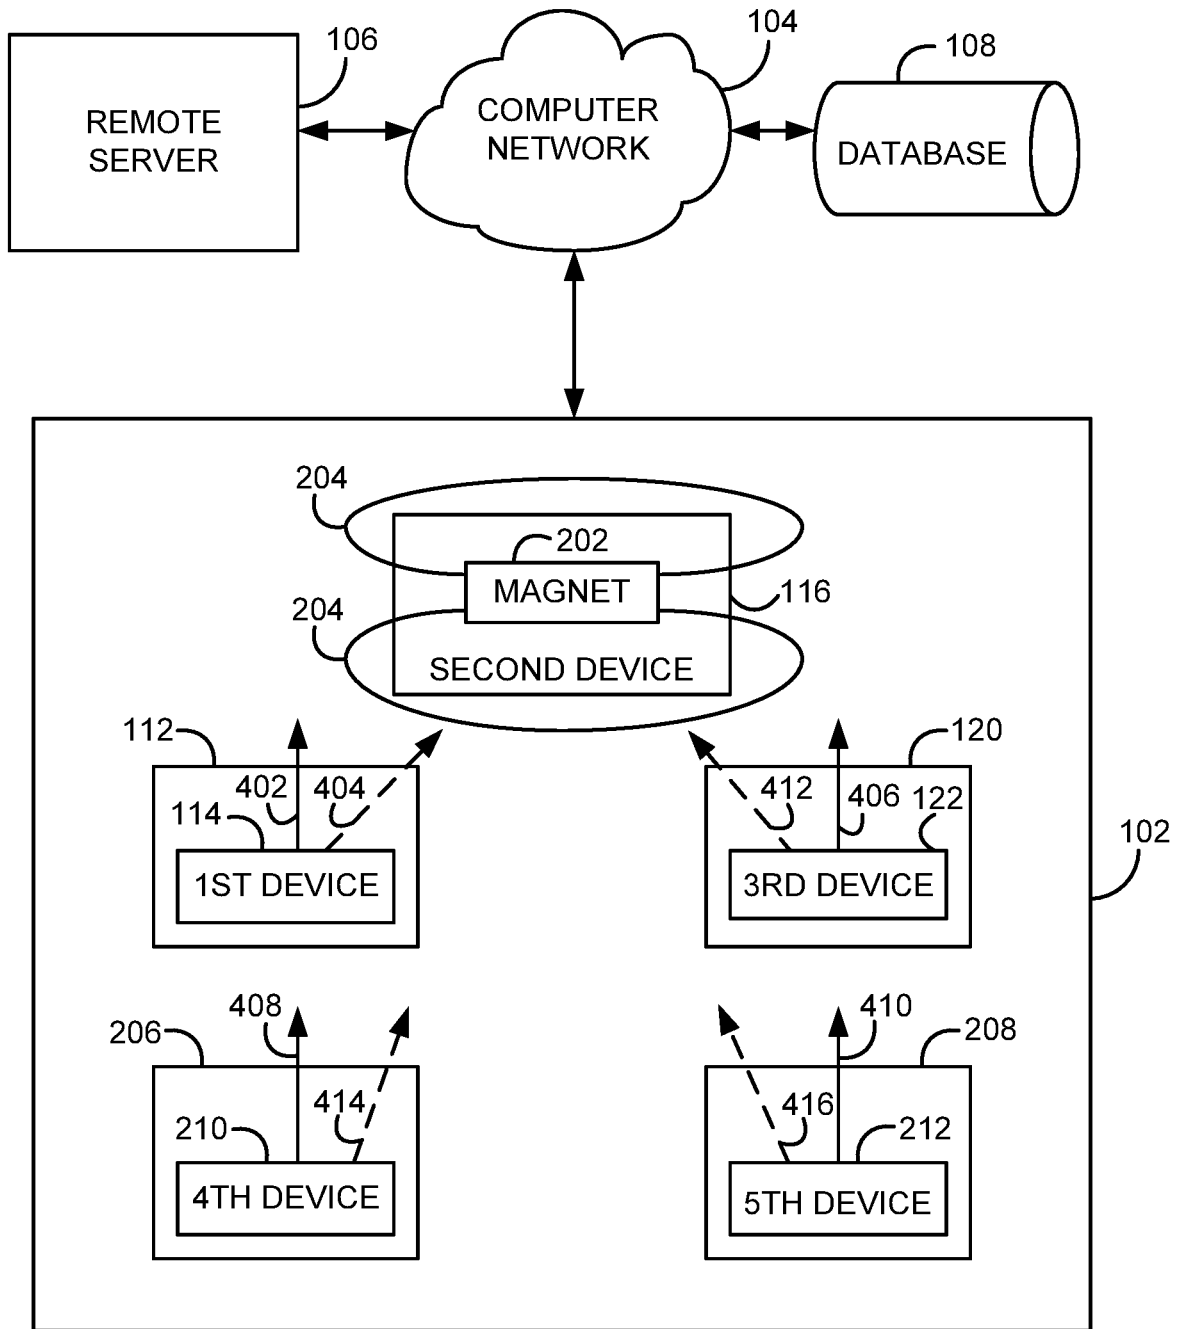 106
104
108
REMOTE
SERVER
COMPUTER
NETWORK
DATABASE
204
202
MAGNET
116
204
SECOND DEVICE
112
120
402
404
412
406
122
114
102
1ST DEVICE
3RD DEVICE
408
410
206
208
414
416
210
212
4TH DEVICE
5TH DEVICE